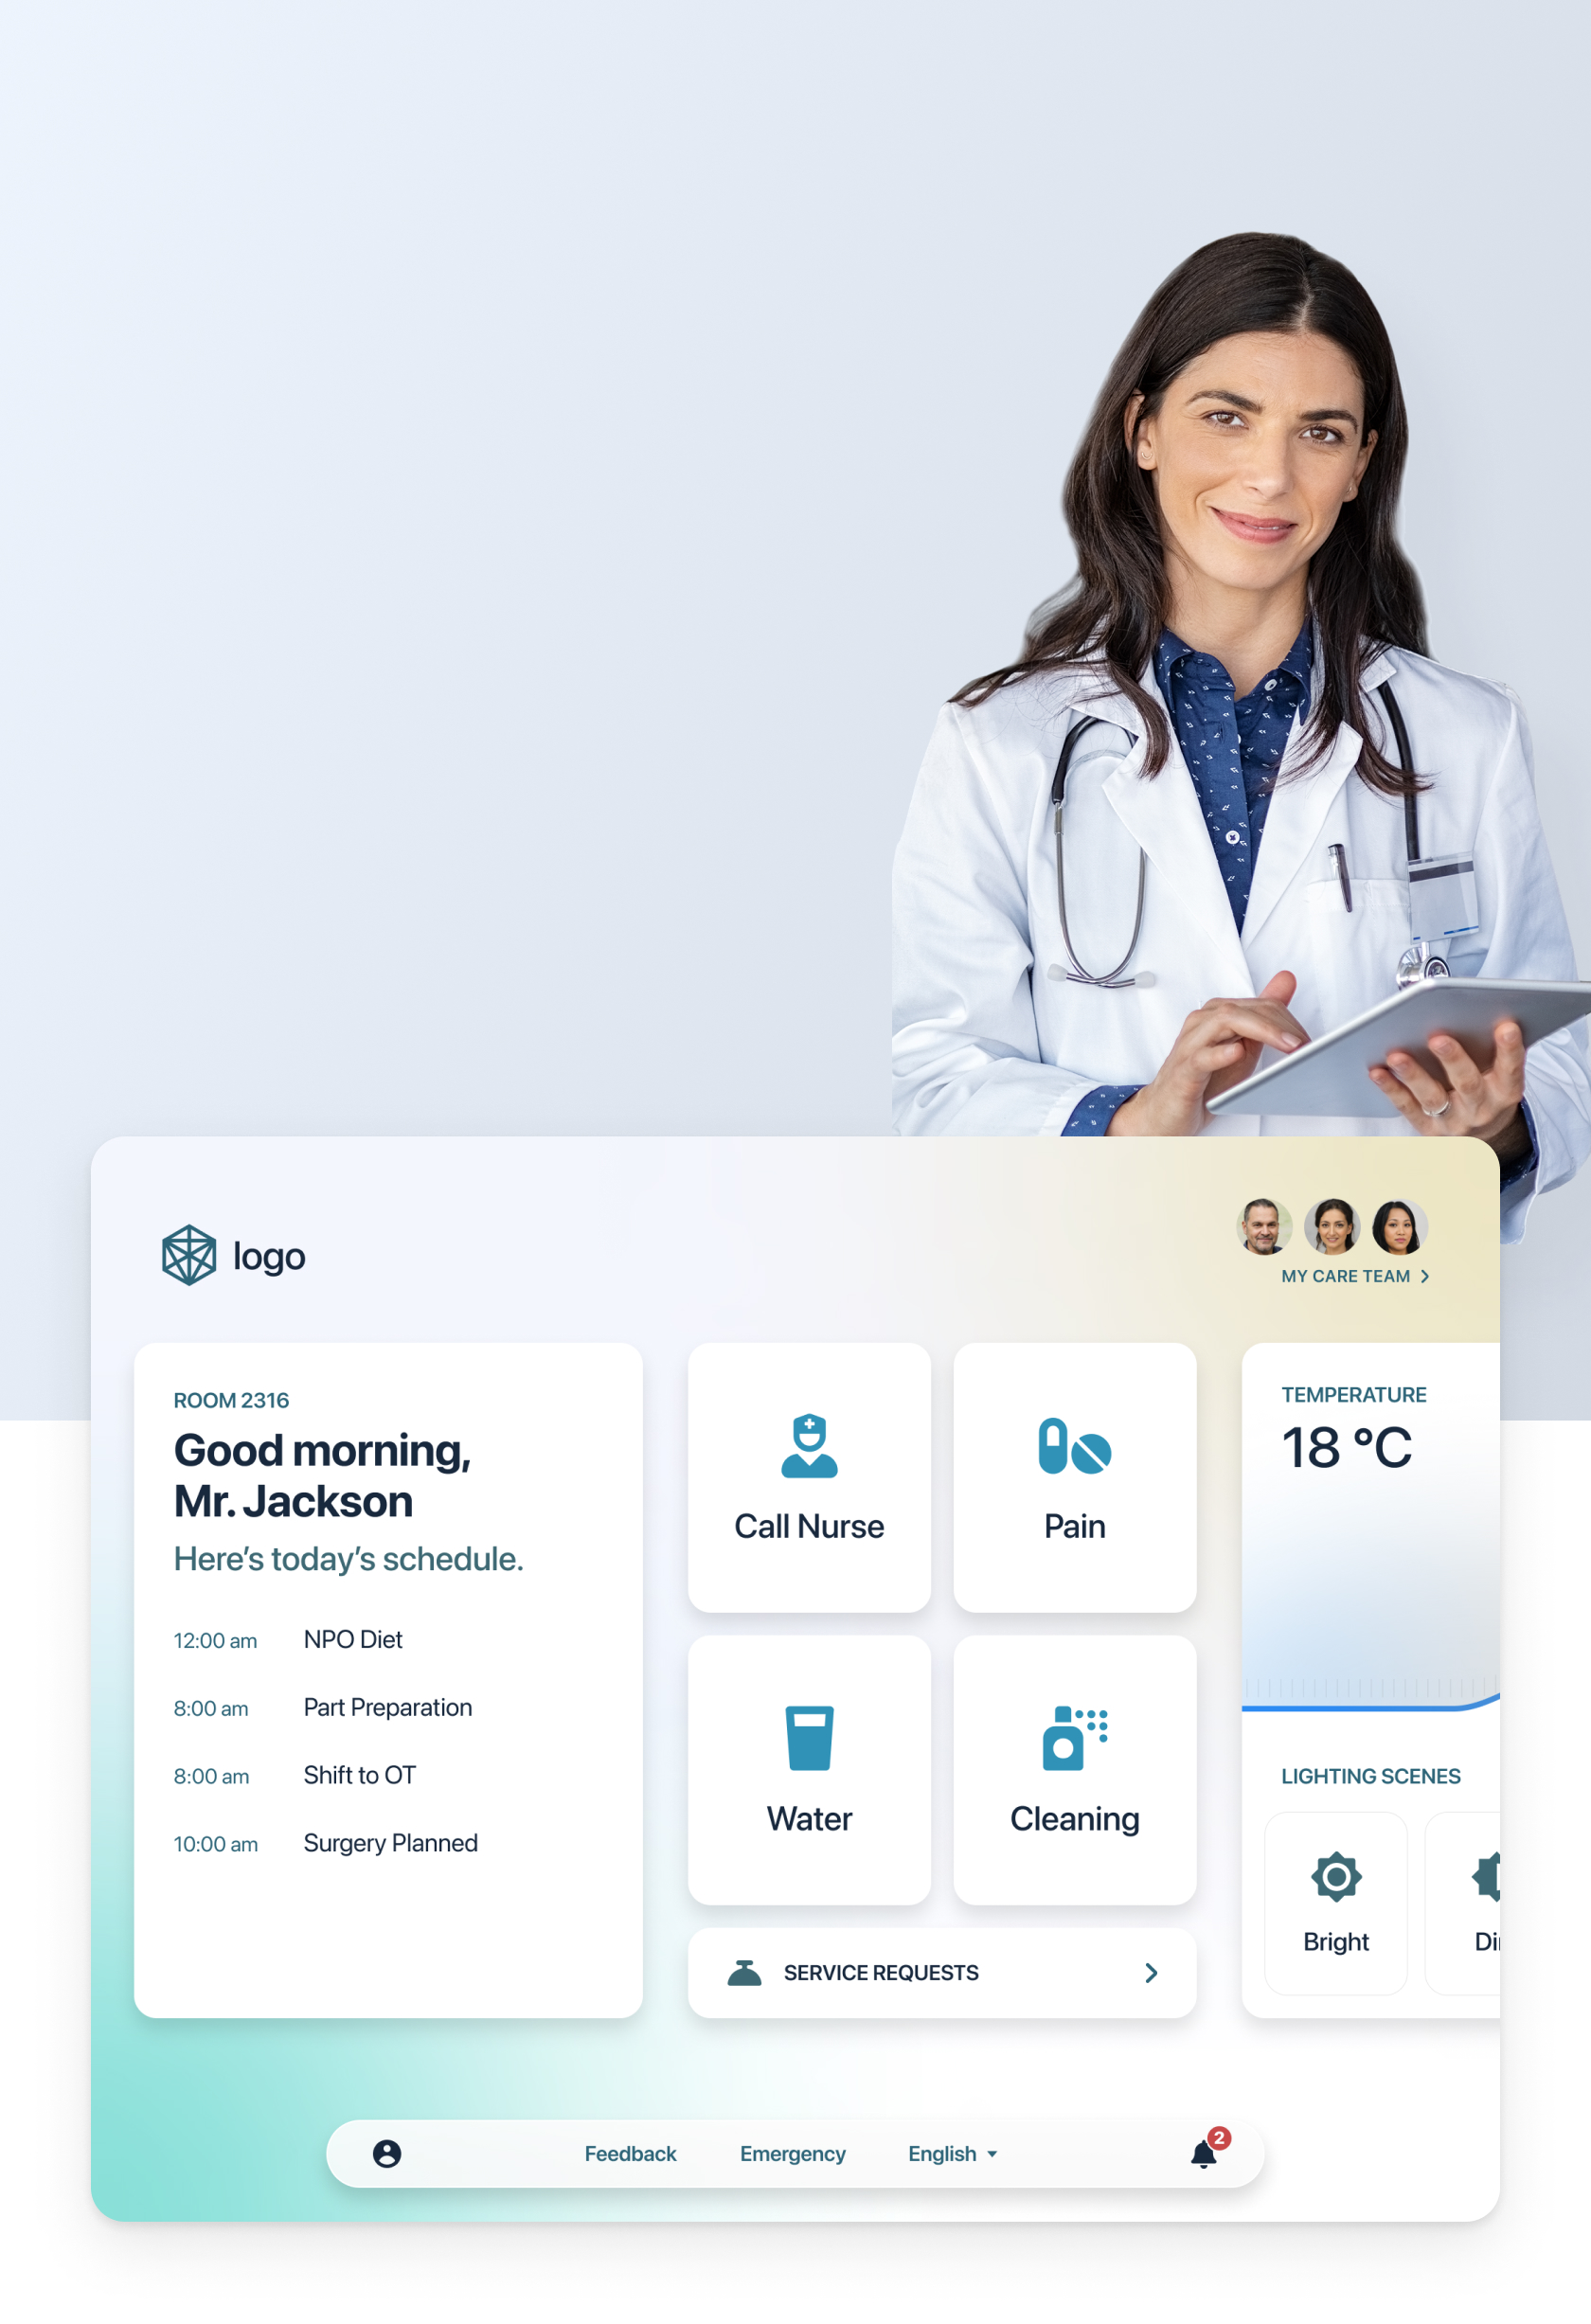 logo
MY CARE TEAM
ROOM 2316
Good morning,
Mr. Jackson
Here's today's schedule.
12:00 am NPO Diet
8:00 am Part Preparation
8:00 am Shift to OT
10:00 am Surgery Planned
Call Nurse
Pain
Water
Cleaning
SERVICE REQUESTS
TEMPERATURE
18 °C
LIGHTING SCENES
Bright
Feedback
Emergency
English
2